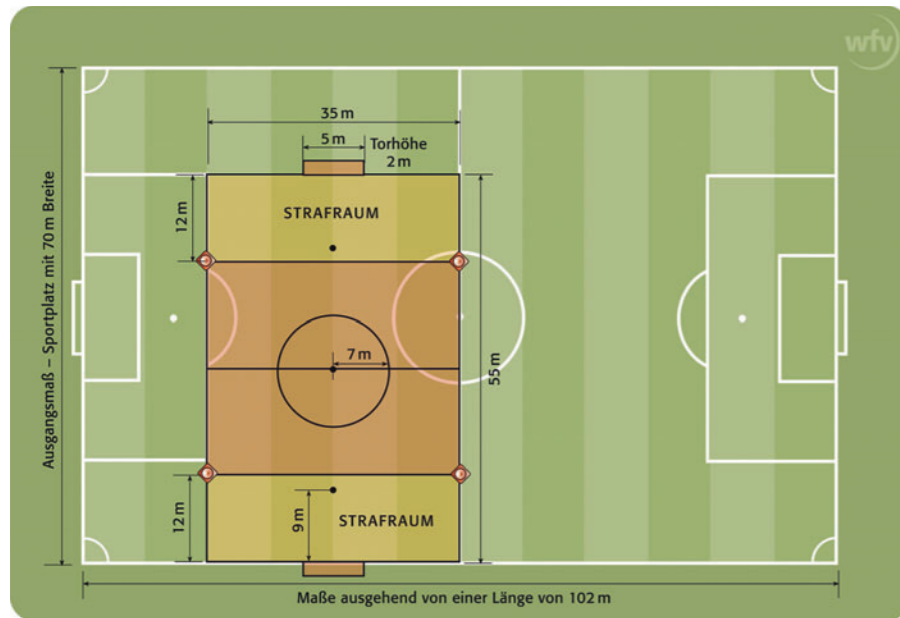 wfv
35 m
5 m
Torhöhe
2 m
12 m
STRAFRAUM
Ausgangsmaß – Sportplatz mit 70 m Breite
7 m
55 m
12 m
9 m
STRAFRAUM
Maße ausgehend von einer Länge von 102 m